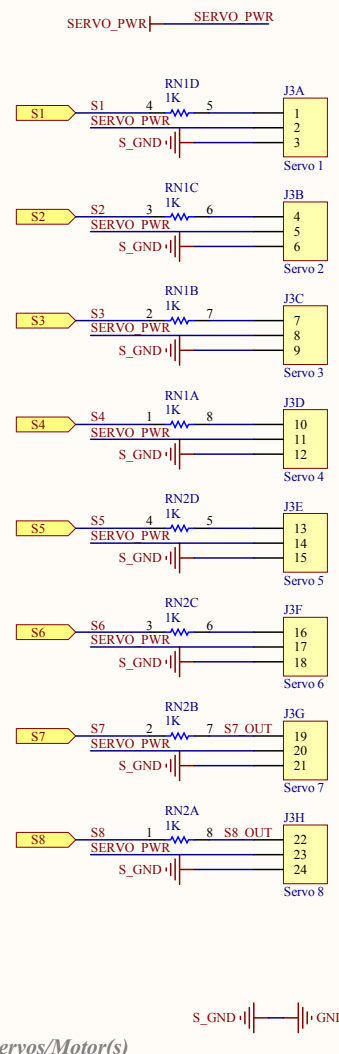 SERVO_PWR SERVO_PWR
RN1D J3A
1K
S1 S1 4 5 1
SERVO_PWR 2
S_GND 3
Servo 1
RN1C J3B
1K
S2 S2 3 6 4
SERVO_PWR 5
S_GND 6
Servo 2
RN1B J3C
1K
S3 S3 2 7 7
SERVO_PWR 8
S_GND 9
Servo 3
RN1A J3D
1K
S4 S4 1 8 10
SERVO_PWR 11
S_GND 12
Servo 4
RN2D J3E
1K
S5 S5 4 5 13
SERVO_PWR 14
S_GND 15
Servo 5
RN2C J3F
1K
S6 S6 3 6 16
SERVO_PWR 17
S_GND 18
Servo 6
RN2B J3G
1K
S7 S7 2 7 S7_OUT 19
SERVO_PWR 20
S_GND 21
Servo 7
RN2A J3H
1K
S8 S8 1 8 S8_OUT 22
SERVO_PWR 23
S_GND 24
Servo 8
S_GND GND
ervos/Motor(s)